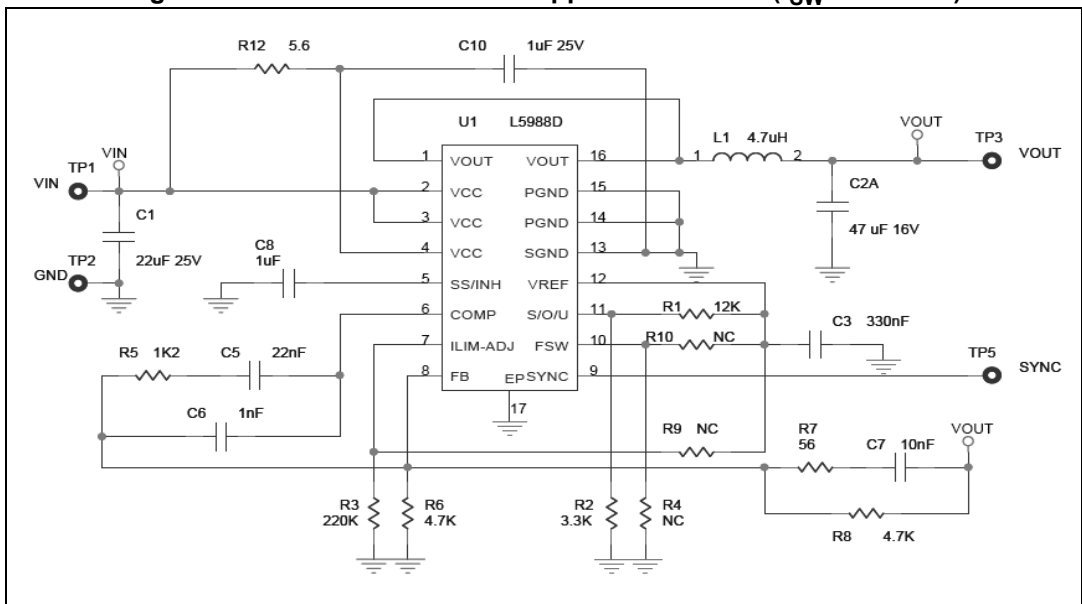 R12 5.6
C10 1uF 25V
U1 L5988D
VOUT
L1 4.7uH
TP3
VOUT
VIN
TP1
VIN
1 VOUT VOUT 16
1 2
2 VCC PGND 15
C2A
C1
3 VCC PGND 14
47 uF 16V
C8
4 VCC SGND 13
TP2
1uF
GND
22uF 25V
5 SS/INH VREF 12
6 COMP S/O/U 11
R1 12K
C3 330nF
R5 1K2 C5 22nF
7 ILIM-ADJ FSW 10
R10 NC
TP5
SYNC
8 FB EP SYNC 9
C6 1nF
17
R9 NC
R7
56
C7 10nF
VOUT
R3
220K
R6
4.7K
R2
3.3K
R4
NC
R8 4.7K